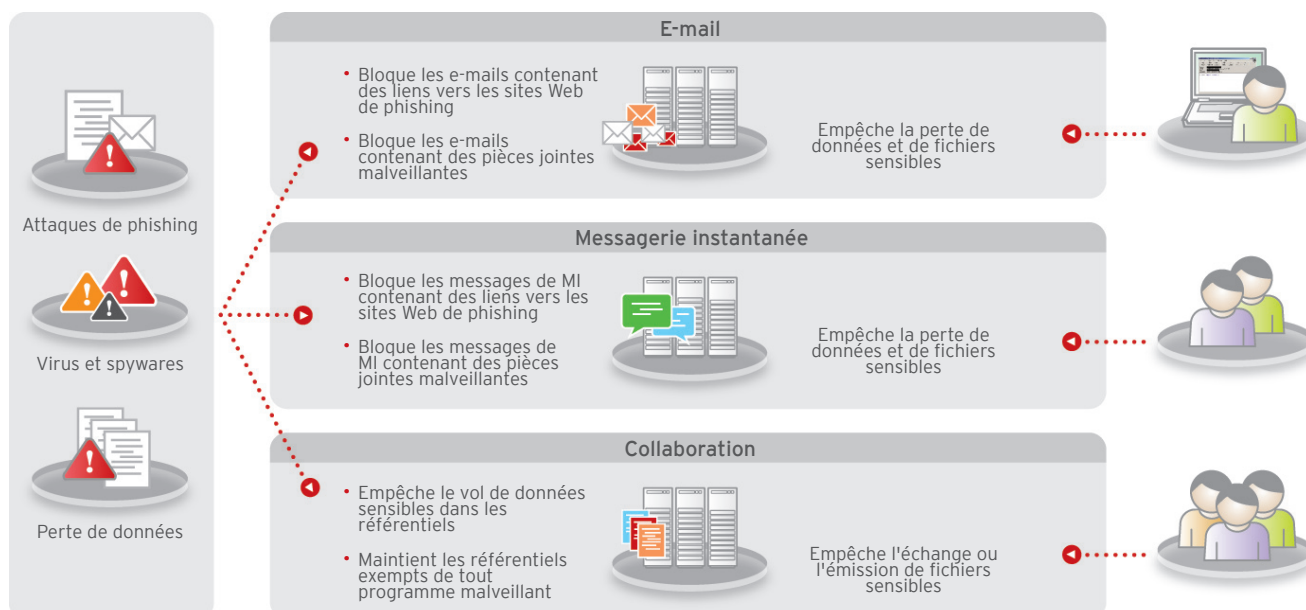 Attaques de phishing
Virus et spywares
Perte de données
E-mail
• Bloque les e-mails contenant
des liens vers les sites Web
de phishing
• Bloque les e-mails
contenant des pièces jointes
malveillantes
Empêche la perte de
données et de fichiers
sensibles
Messagerie instantanée
• Bloque les messages de MI
contenant des liens vers les
sites Web de phishing
• Bloque les messages de
MI contenant des pièces
jointes malveillantes
Empêche la perte de
données et de fichiers
sensibles
Collaboration
• Empêche le vol de données
sensibles dans les
référentiels
• Maintient les référentiels
exempts de tout
programme malveillant
Empêche l'échange ou
l'émission de fichiers
sensibles